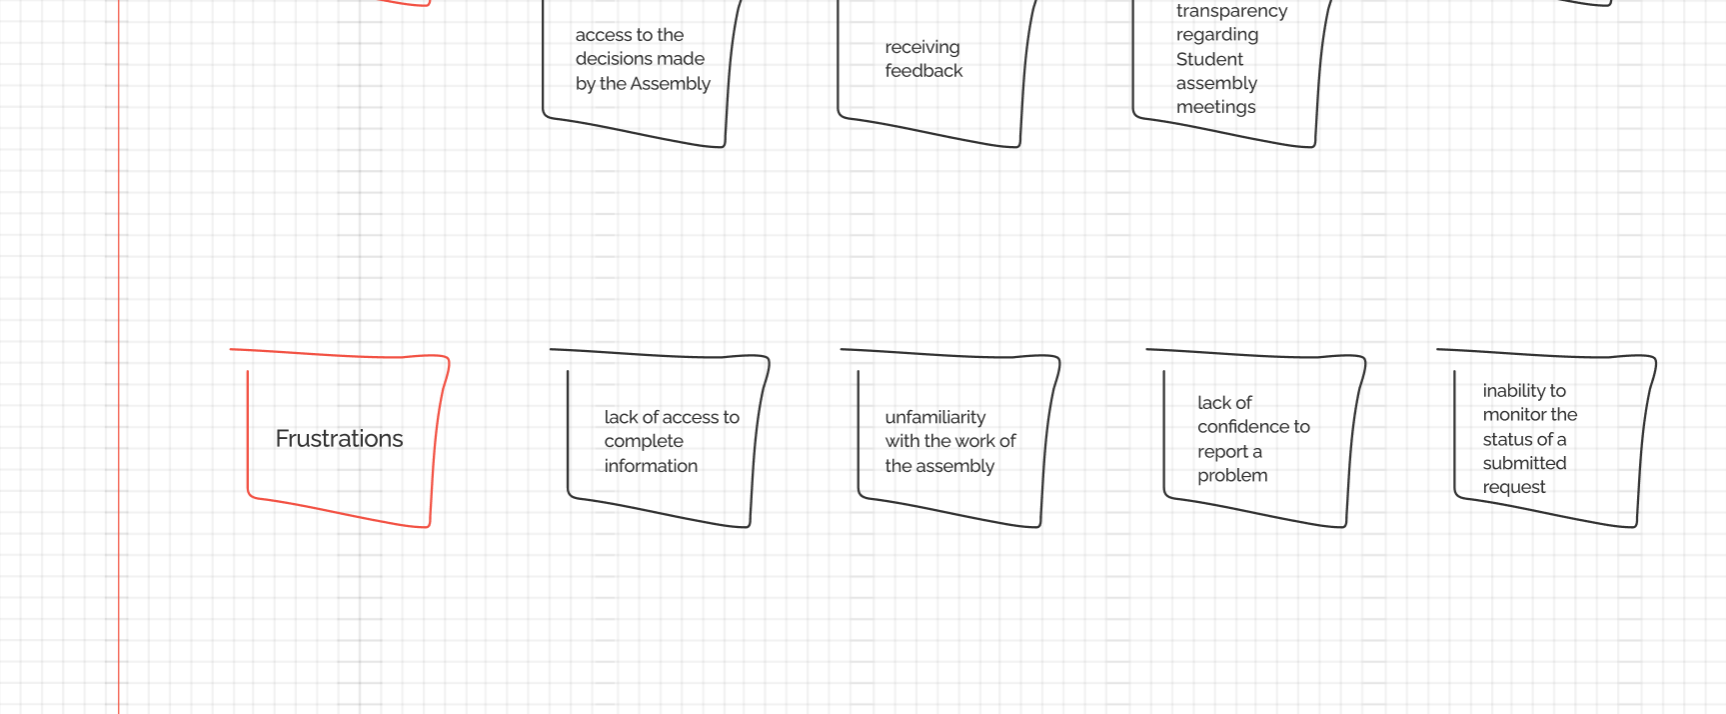 access to the
decisions made
by the Assembly
receiving
feedback
transparency
regarding
Student
assembly
meetings
Frustrations
lack of access to
complete
information
unfamiliarity
with the work of
the assembly
lack of
confidence to
report a
problem
inability to
monitor the
status of a
submitted
request